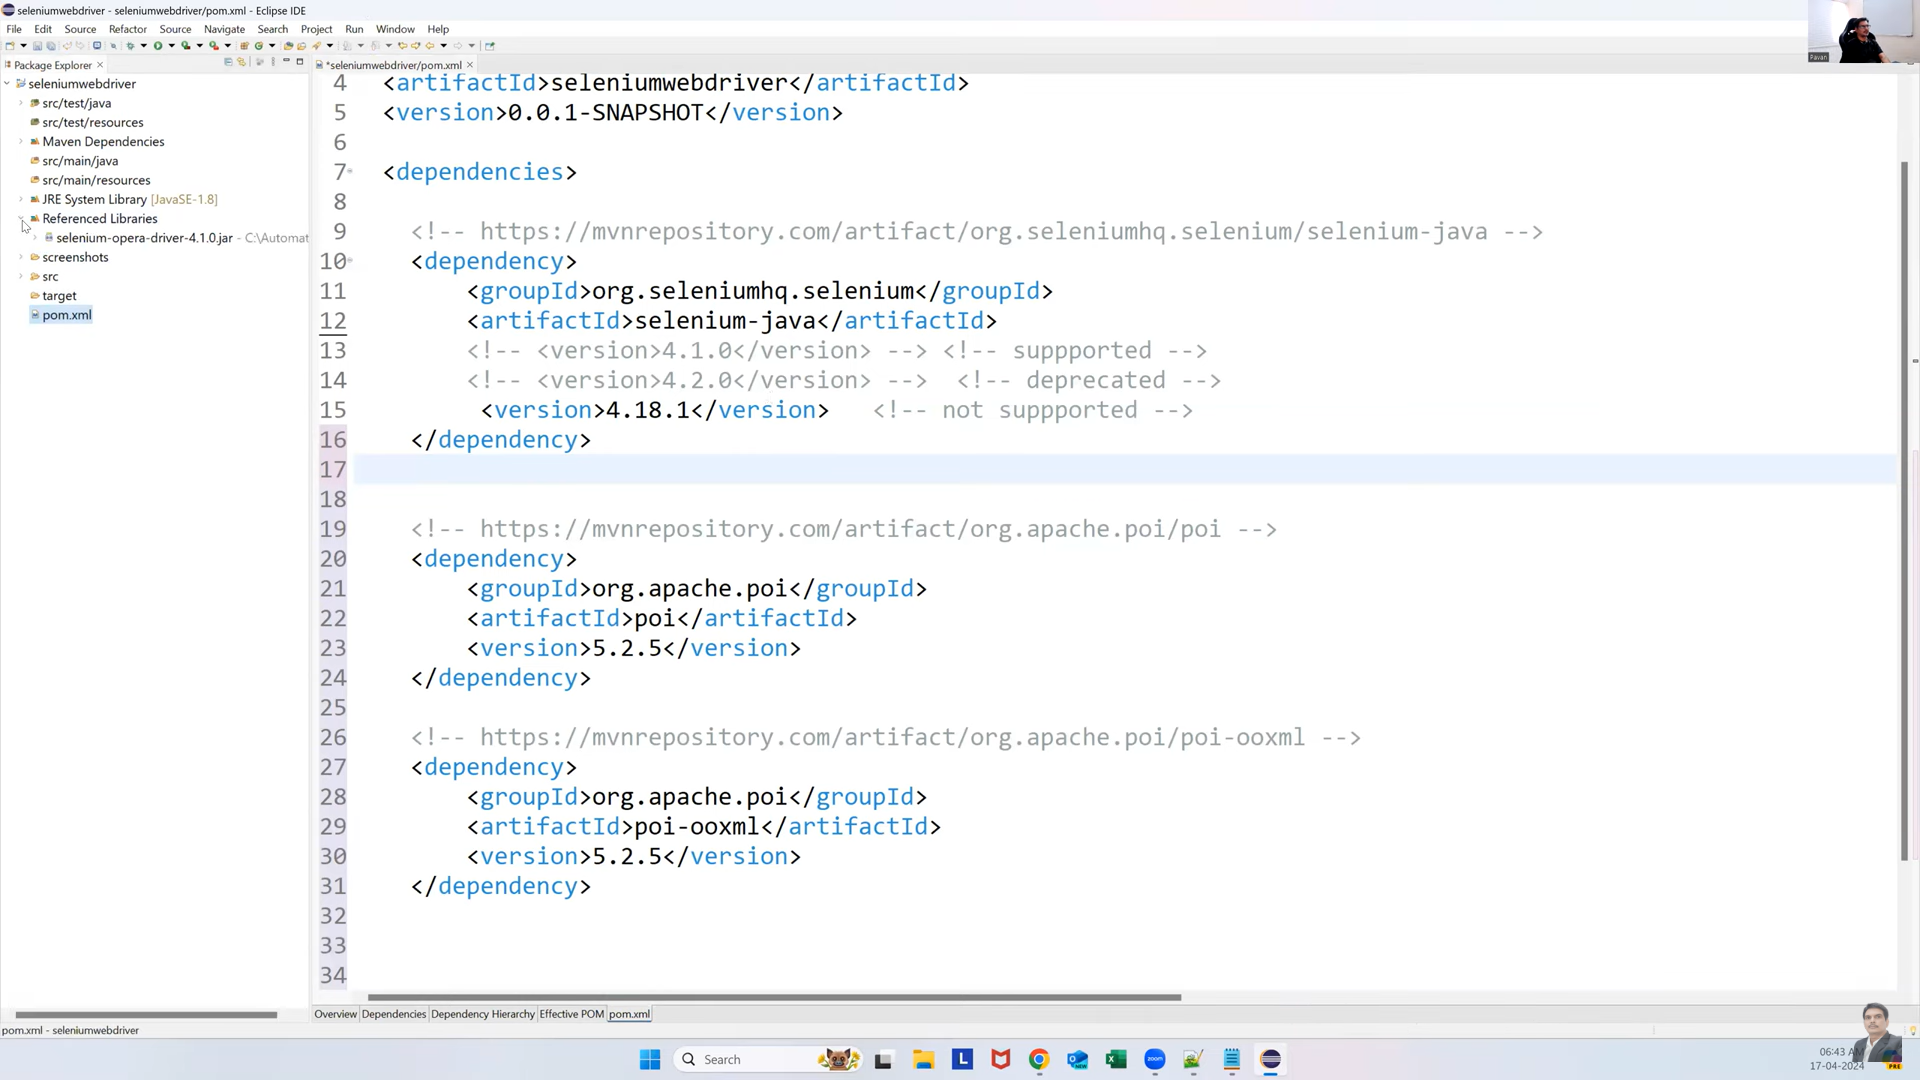 seleniumwebdriver - seleniumwebdriver/pom.xml - Eclipse IDE
File Edit Source Refactor Source Navigate Search Project Run Window Help
Package Explorer
*seleniumwebdriver/pom.xml
seleniumwebdriver
src/test/java
src/test/resources
Maven Dependencies
src/main/java
src/main/resources
JRE System Library [JavaSE-1.8]
Referenced Libraries
selenium-opera-driver-4.1.0.jar - C:\Automat
screenshots
src
target
pom.xml
4 <artifactId>seleniumwebdriver</artifactId>
5 <version>0.0.1-SNAPSHOT</version>
6
7 <dependencies>
8
9 <!-- https://mvnrepository.com/artifact/org.seleniumhq.selenium/selenium-java -->
10 <dependency>
11 <groupId>org.seleniumhq.selenium</groupId>
12 <artifactId>selenium-java</artifactId>
13 <!-- <version>4.1.0</version> --> <!-- suppported -->
14 <!-- <version>4.2.0</version> --> <!-- deprecated -->
15 <version>4.18.1</version> <!-- not suppported -->
16 </dependency>
17
18
19 <!-- https://mvnrepository.com/artifact/org.apache.poi/poi -->
20 <dependency>
21 <groupId>org.apache.poi</groupId>
22 <artifactId>poi</artifactId>
23 <version>5.2.5</version>
24 </dependency>
25
26 <!-- https://mvnrepository.com/artifact/org.apache.poi/poi-ooxml -->
27 <dependency>
28 <groupId>org.apache.poi</groupId>
29 <artifactId>poi-ooxml</artifactId>
30 <version>5.2.5</version>
31 </dependency>
32
33
34
Overview Dependencies Dependency Hierarchy Effective POM pom.xml
pom.xml - seleniumwebdriver
Search
06:43 AM
17-04-2024
Pavan
PRE